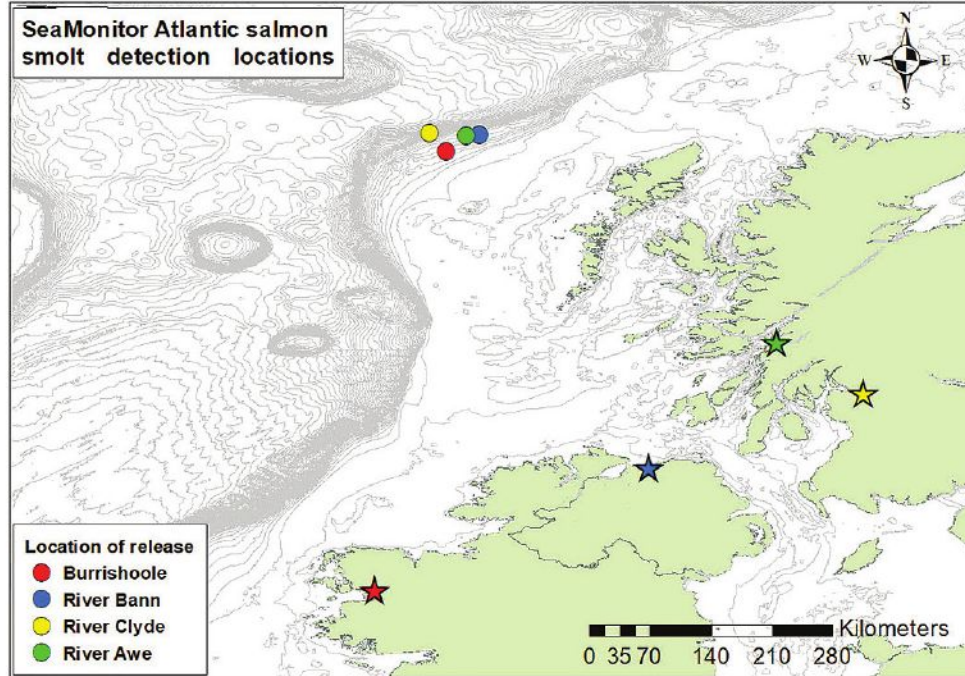 SeaMonitor Atlantic salmon
smolt detection locations
N
W E
S
Location of release
Burrishoole
River Bann
River Clyde
River Awe
Kilometers
0 35 70 140 210 280